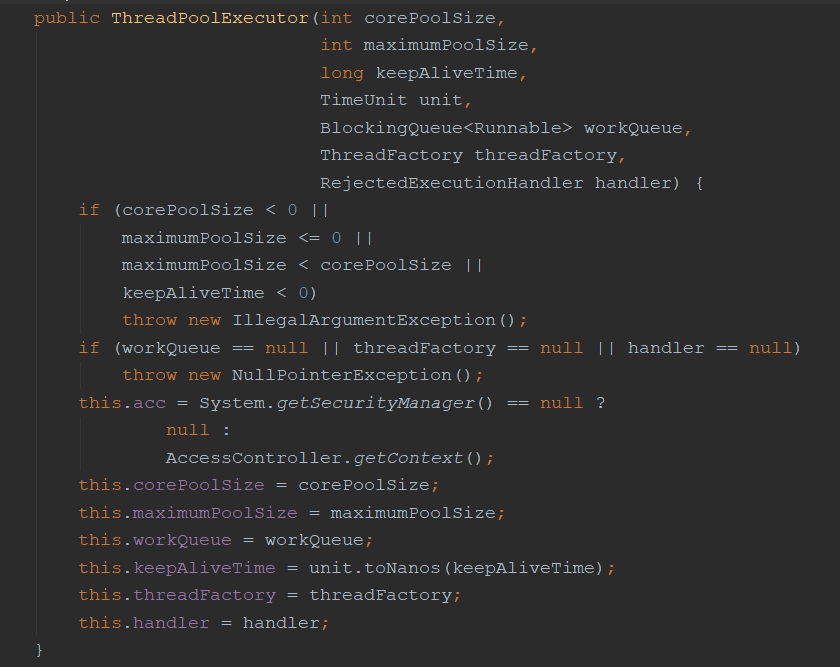 public ThreadPoolExecutor(int corePoolSize,
                          int maximumPoolSize,
                          long keepAliveTime,
                          TimeUnit unit,
                          BlockingQueue<Runnable> workQueue,
                          ThreadFactory threadFactory,
                          RejectedExecutionHandler handler) {
    if (corePoolSize < 0 ||
        maximumPoolSize <= 0 ||
        maximumPoolSize < corePoolSize ||
        keepAliveTime < 0)
        throw new IllegalArgumentException();
    if (workQueue == null || threadFactory == null || handler == null)
        throw new NullPointerException();
    this.acc = System.getSecurityManager() == null ?
            null :
            AccessController.getContext();
    this.corePoolSize = corePoolSize;
    this.maximumPoolSize = maximumPoolSize;
    this.workQueue = workQueue;
    this.keepAliveTime = unit.toNanos(keepAliveTime);
    this.threadFactory = threadFactory;
    this.handler = handler;
}